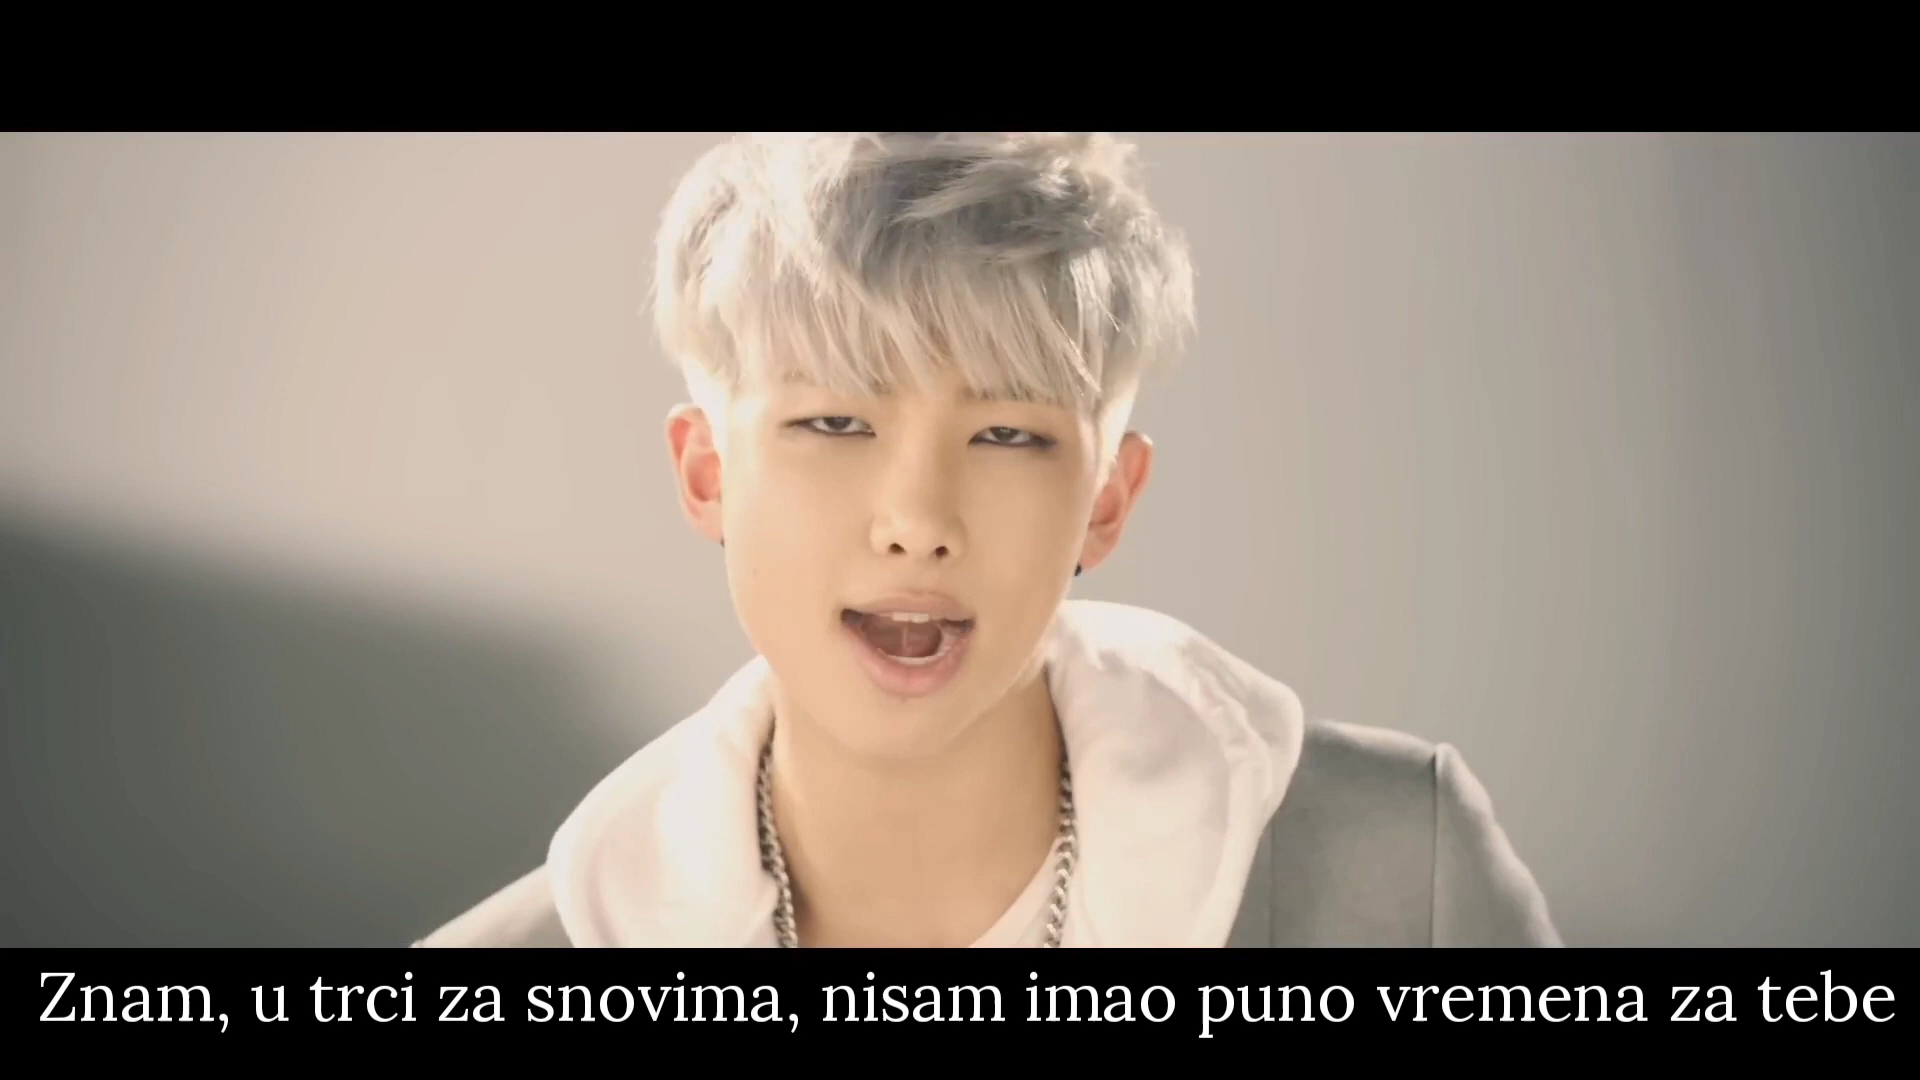 Znam, u trci za snovima, nisam imao puno vremena za tebe